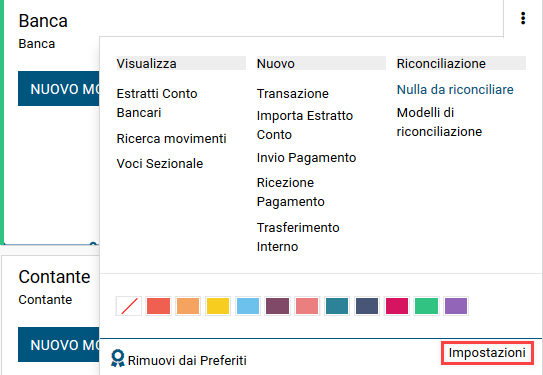 Banca
Banca
NUOVO MO
Visualizza
Estratti Conto
Bancari
Ricerca movimenti
Voci Sezionale
Nuovo
Transazione
Importa Estratto
Conto
Invio Pagamento
Ricezione
Pagamento
Trasferimento
Interno
Riconciliazione
Nulla da riconciliare
Modelli di
riconciliazione
Contante
Contante
NUOVO MO
Rimuovi dai Preferiti
Impostazioni